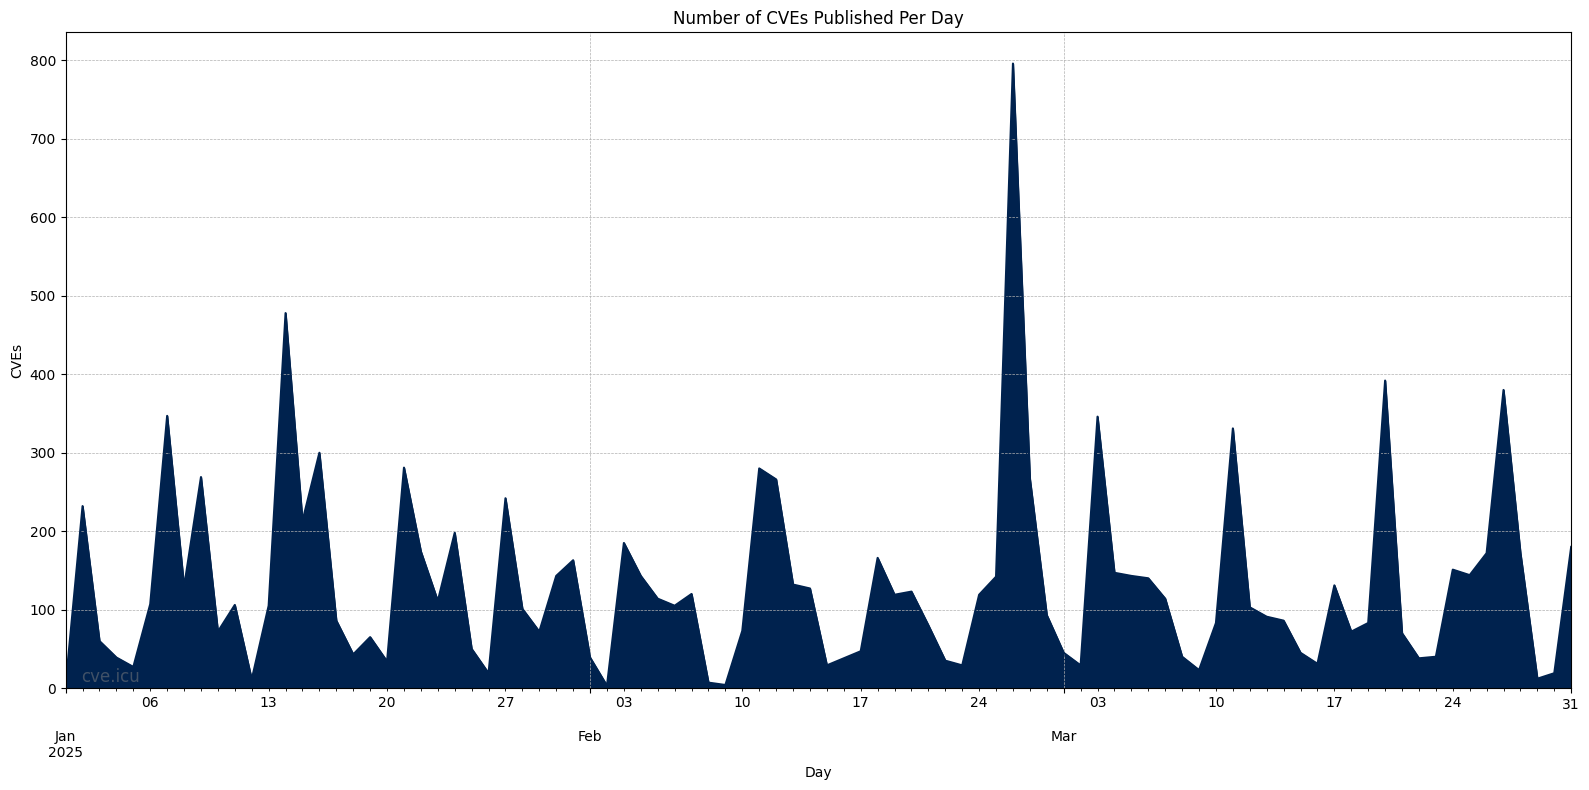 Number of CVEs Published Per Day
800
700
600
500
400
300
200
100
0
CVEs
cve.icu
06 13 20 27 03 10 17 24 03 10 17 24 31
Jan Feb Mar
2025
Day